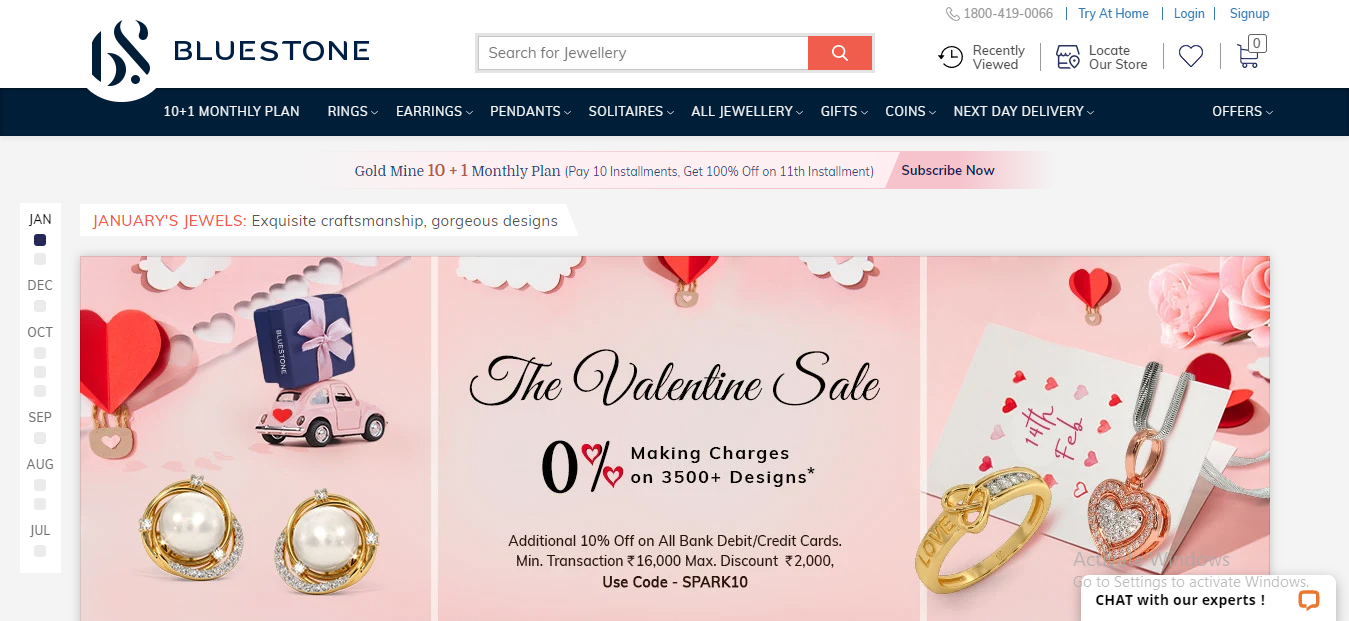 1800-419-0066 Try At Home Login Signup
BLUESTONE
Search for Jewellery
Recently
Viewed
Locate
Our Store
0
10+1 MONTHLY PLAN RINGS EARRINGS PENDANTS SOLITAIRES ALL JEWELLERY GIFTS COINS NEXT DAY DELIVERY OFFERS
Gold Mine 10 + 1 Monthly Plan (Pay 10 Installments, Get 100% Off on 11th Installment) Subscribe Now
JANUARY'S JEWELS: Exquisite craftsmanship, gorgeous designs
JAN
DEC
OCT
SEP
AUG
JUL
BLUESTONE
The Valentine Sale
0% Making Charges
on 3500+ Designs*
Additional 10% Off on All Bank Debit/Credit Cards.
Min. Transaction ₹16,000 Max. Discount ₹2,000,
Use Code - SPARK10
14th
Feb
LOVE
Activate Windows
Go to Settings to activate Windows.
CHAT with our experts !